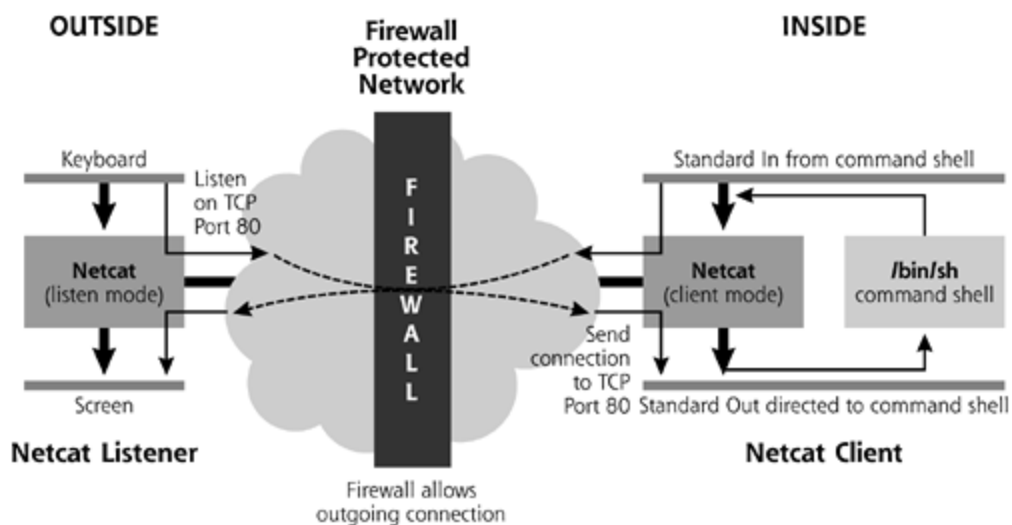 OUTSIDE
Firewall
Protected
Network
INSIDE
Keyboard
Listen
on TCP
Port 80
Netcat
(listen mode)
Screen
Netcat Listener
FIREWALL
Firewall allows
outgoing connection
Standard In from command shell
Netcat
(client mode)
/bin/sh
command shell
Send
connection
to TCP
Port 80
Standard Out directed to command shell
Netcat Client